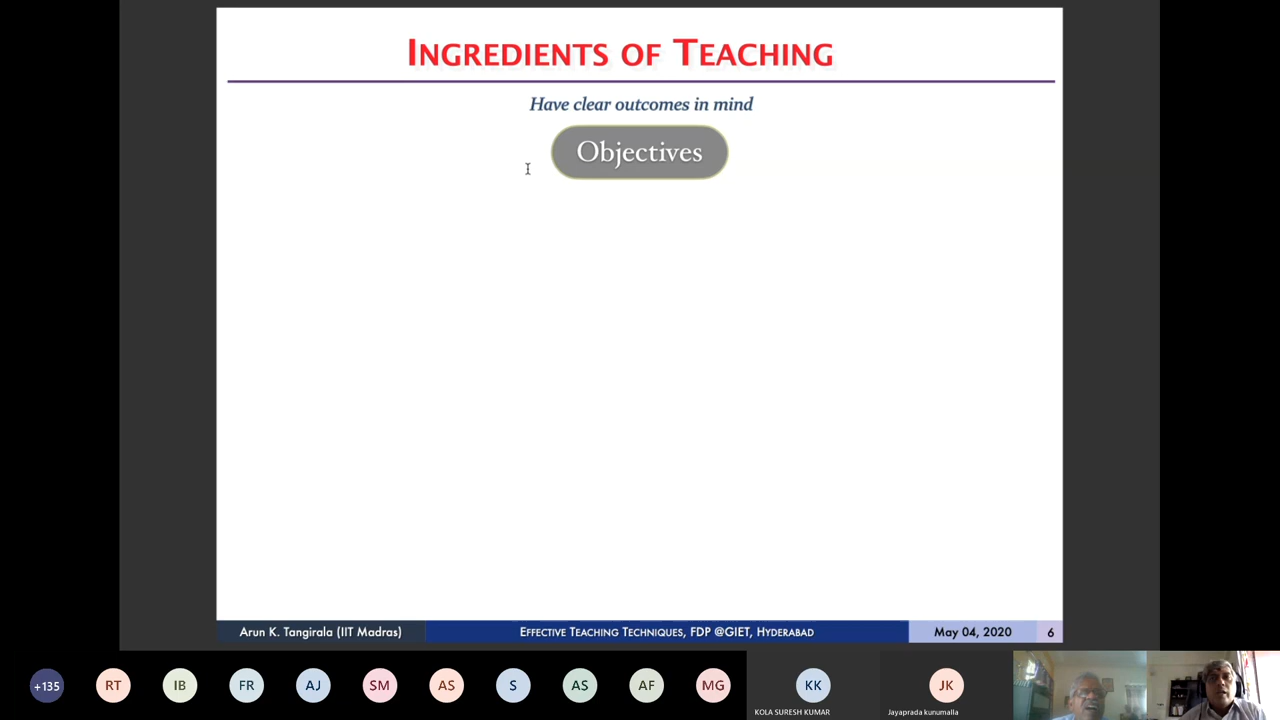 INGREDIENTS OF TEACHING
Have clear outcomes in mind
Objectives
Arun K. Tangirala (IIT Madras)
EFFECTIVE TEACHING TECHNIQUES, FDP @GIET, HYDERABAD
May 04, 2020
6
+135
RT
IB
FR
AJ
SM
AS
S
AS
AF
MG
KK
KOLA SURESH KUMAR
JK
Jayaprada kunumalla